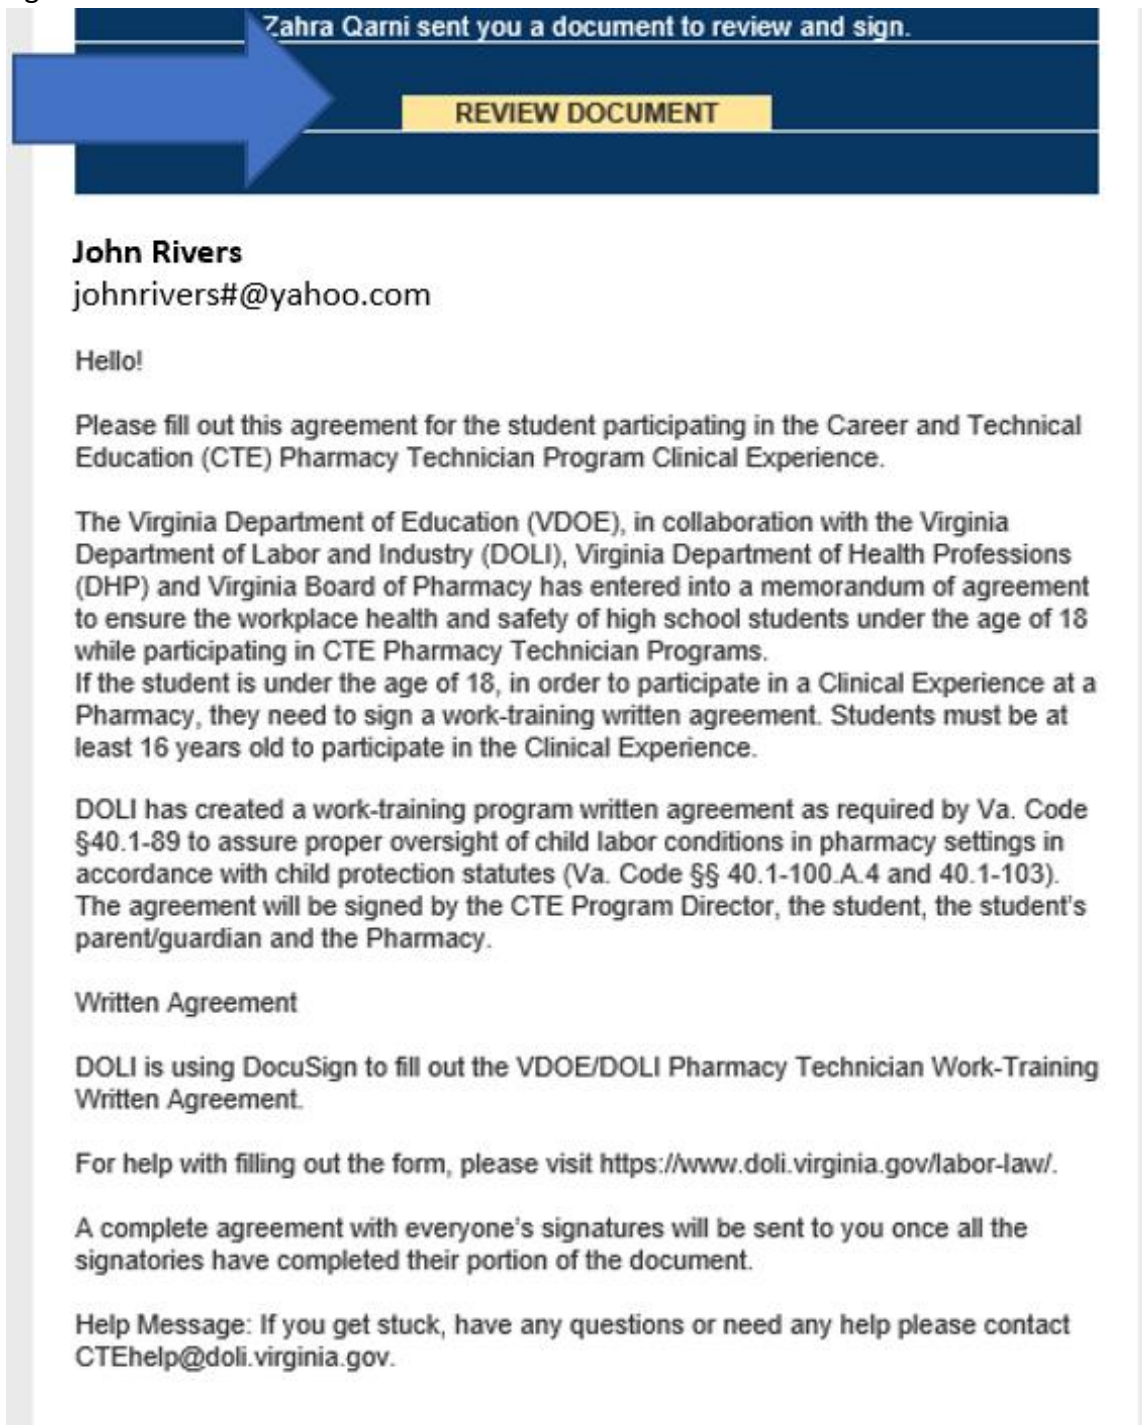 Zahra Qarni sent you a document to review and sign.
REVIEW DOCUMENT
John Rivers
johnrivers#@yahoo.com
Hello!
Please fill out this agreement for the student participating in the Career and Technical
Education (CTE) Pharmacy Technician Program Clinical Experience.
The Virginia Department of Education (VDOE), in collaboration with the Virginia
Department of Labor and Industry (DOLI), Virginia Department of Health Professions
(DHP) and Virginia Board of Pharmacy has entered into a memorandum of agreement
to ensure the workplace health and safety of high school students under the age of 18
while participating in CTE Pharmacy Technician Programs.
If the student is under the age of 18, in order to participate in a Clinical Experience at a
Pharmacy, they need to sign a work-training written agreement. Students must be at
least 16 years old to participate in the Clinical Experience.
DOLI has created a work-training program written agreement as required by Va. Code
§40.1-89 to assure proper oversight of child labor conditions in pharmacy settings in
accordance with child protection statutes (Va. Code §§ 40.1-100.A.4 and 40.1-103).
The agreement will be signed by the CTE Program Director, the student, the student's
parent/guardian and the Pharmacy.
Written Agreement
DOLI is using DocuSign to fill out the VDOE/DOLI Pharmacy Technician Work-Training
Written Agreement.
For help with filling out the form, please visit https://www.doli.virginia.gov/labor-law/.
A complete agreement with everyone's signatures will be sent to you once all the
signatories have completed their portion of the document.
Help Message: If you get stuck, have any questions or need any help please contact
CTEhelp@doli.virginia.gov.